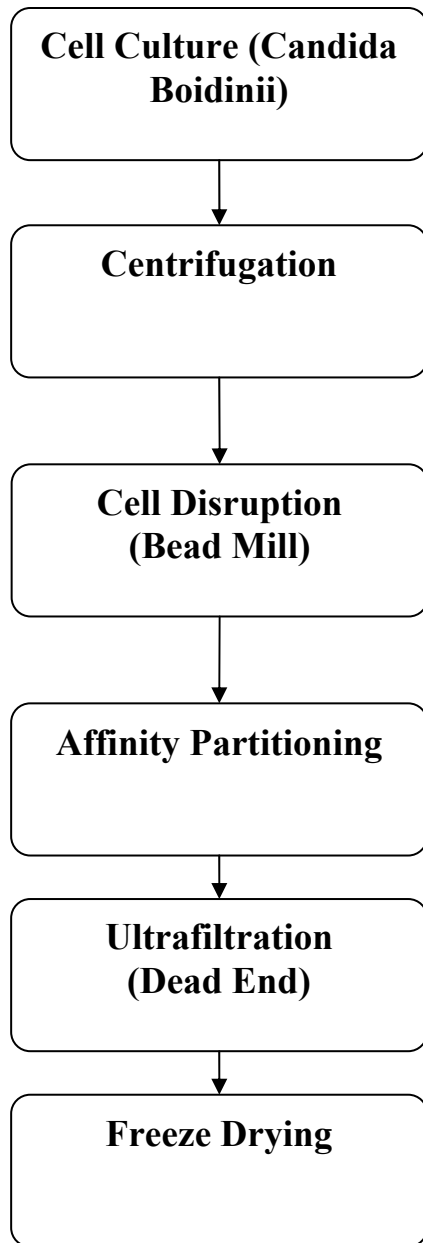 Cell Culture (Candida
Boidinii)
Centrifugation
Cell Disruption
(Bead Mill)
Affinity Partitioning
Ultrafiltration
(Dead End)
Freeze Drying